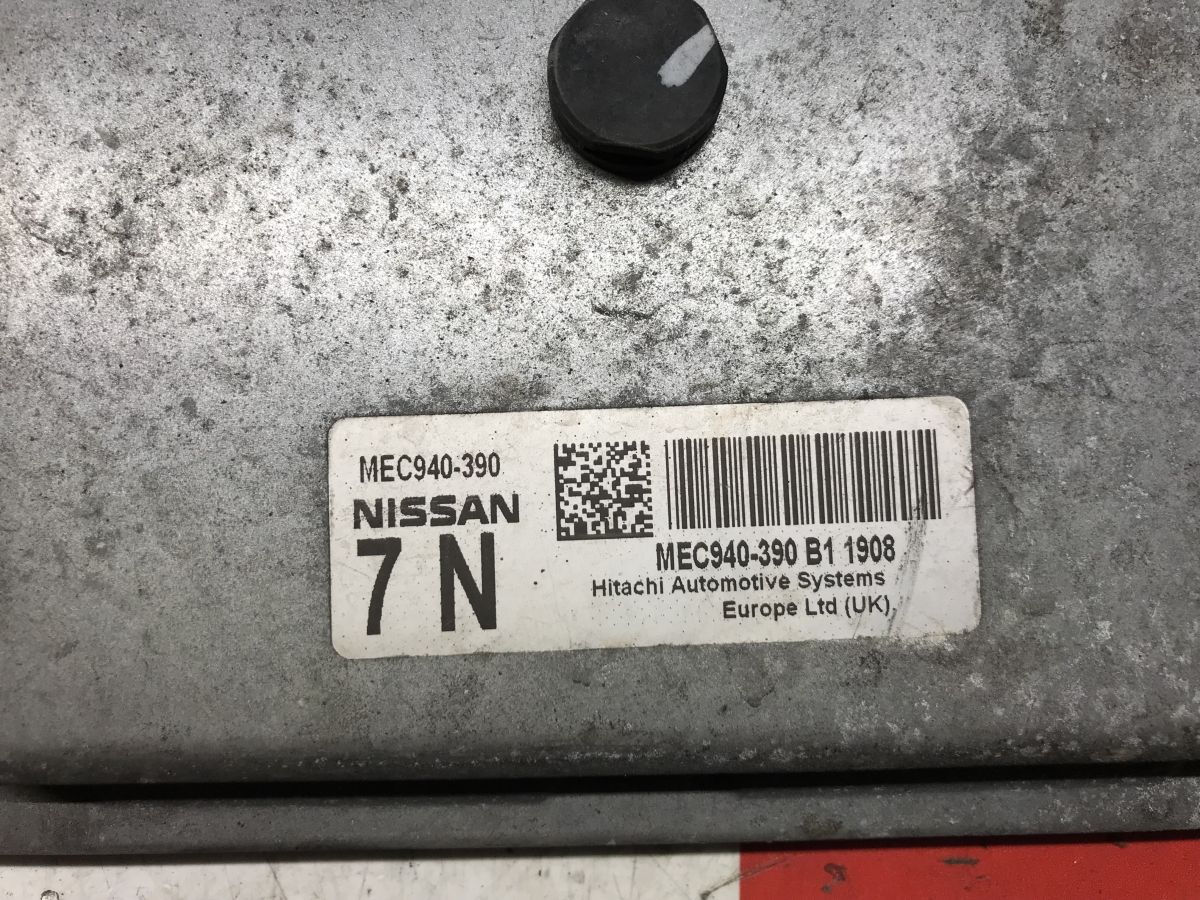 MEC940-390
NISSAN
7 N
MEC940-390 B1 1908
Hitachi Automotive Systems
Europe Ltd (UK)